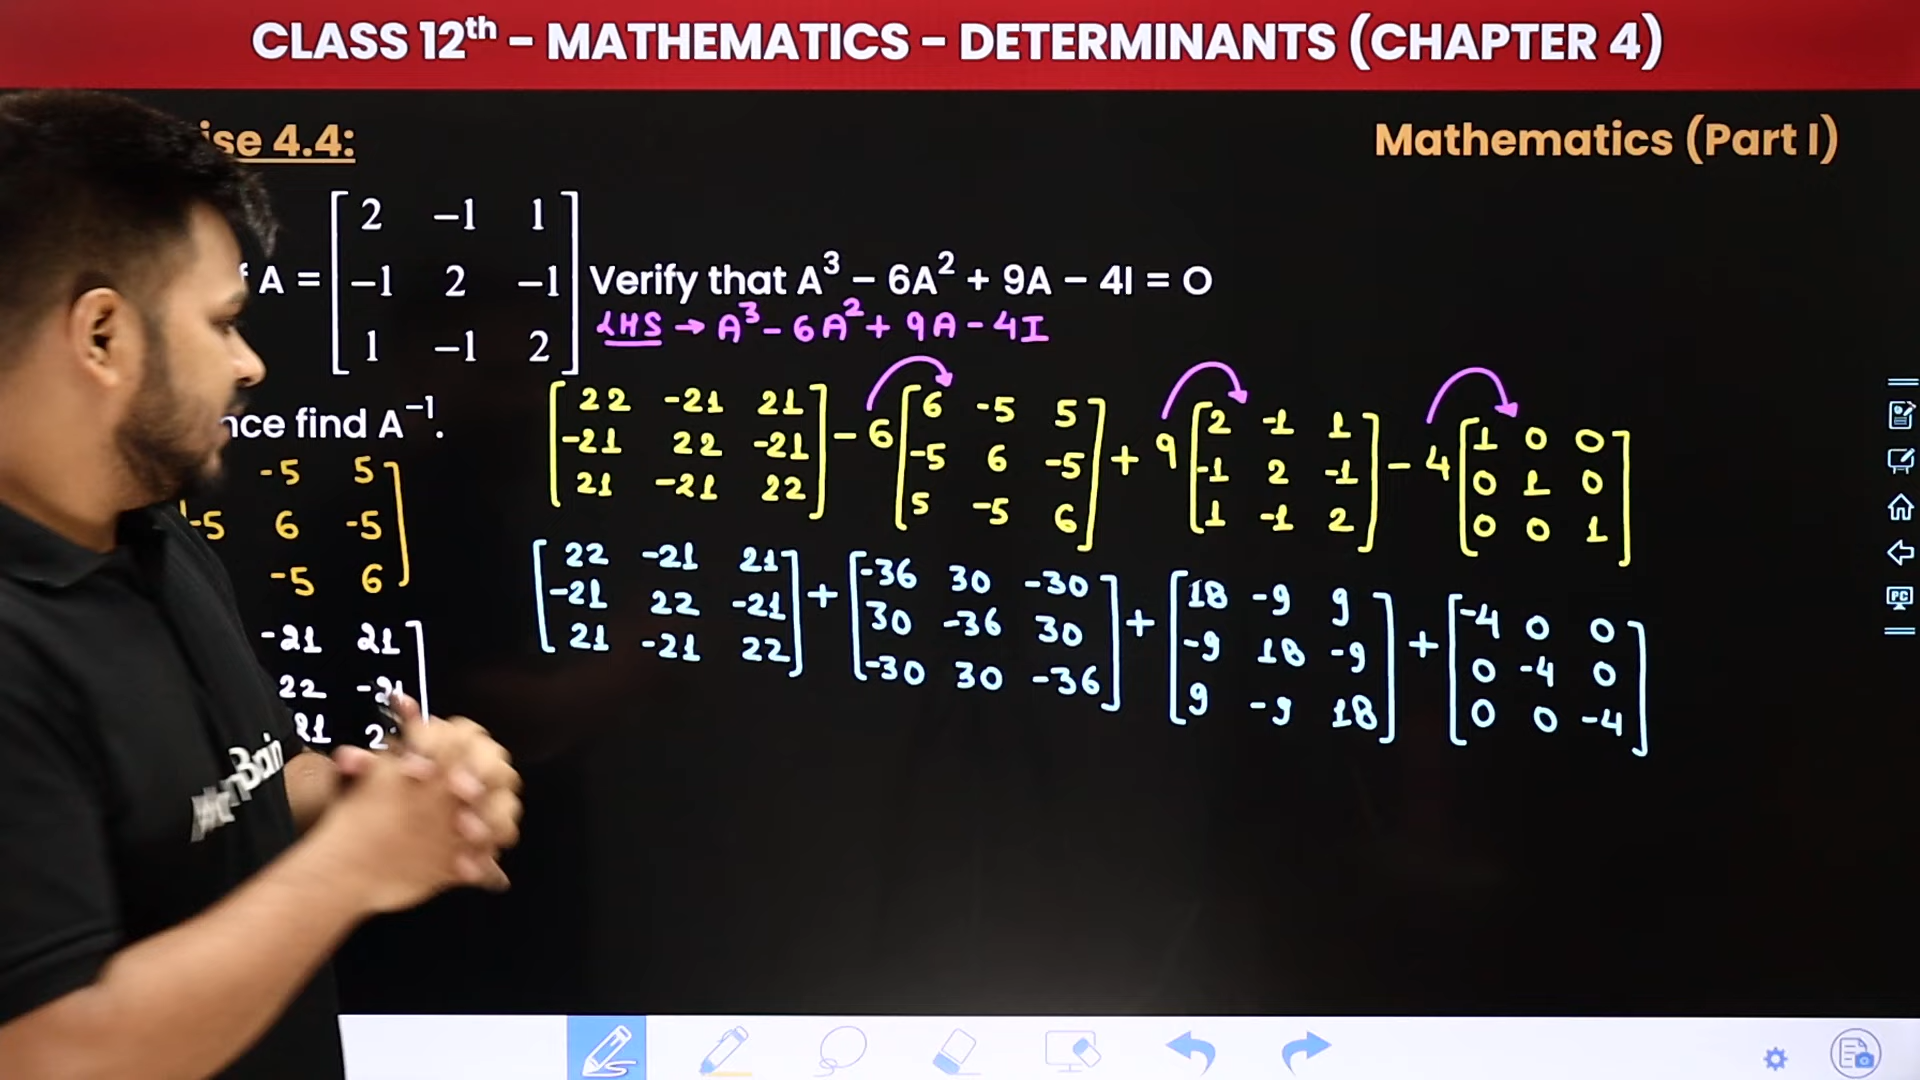 CLASS 12th - MATHEMATICS - DETERMINANTS (CHAPTER 4)
ise 4.4:
Mathematics (Part I)
2 -1 1
A = -1 2 -1 Verify that A³ - 6A² + 9A - 4I = O
1 -1 2
LHS → A³ - 6A² + 9A - 4I
nce find A⁻¹.
[22 -21 21] - 6 [6 -5 5] + 9 [2 -1 1] - 4 [1 0 0]
[-21 22 -21] [-5 6 -5] [-1 2 -1] [0 1 0]
[21 -21 22] [5 -5 6] [1 -1 2] [0 0 1]
-5 5
-5 6 -5
-5 6
[22 -21 21] + [-36 30 -30] + [18 -9 9] + [-4 0 0]
[-21 22 -21] [30 -36 30] [-9 18 -9] [0 -4 0]
[21 -21 22] [-30 30 -36] [9 -9 18] [0 0 -4]
-21 21
22 -21
21 2
PC